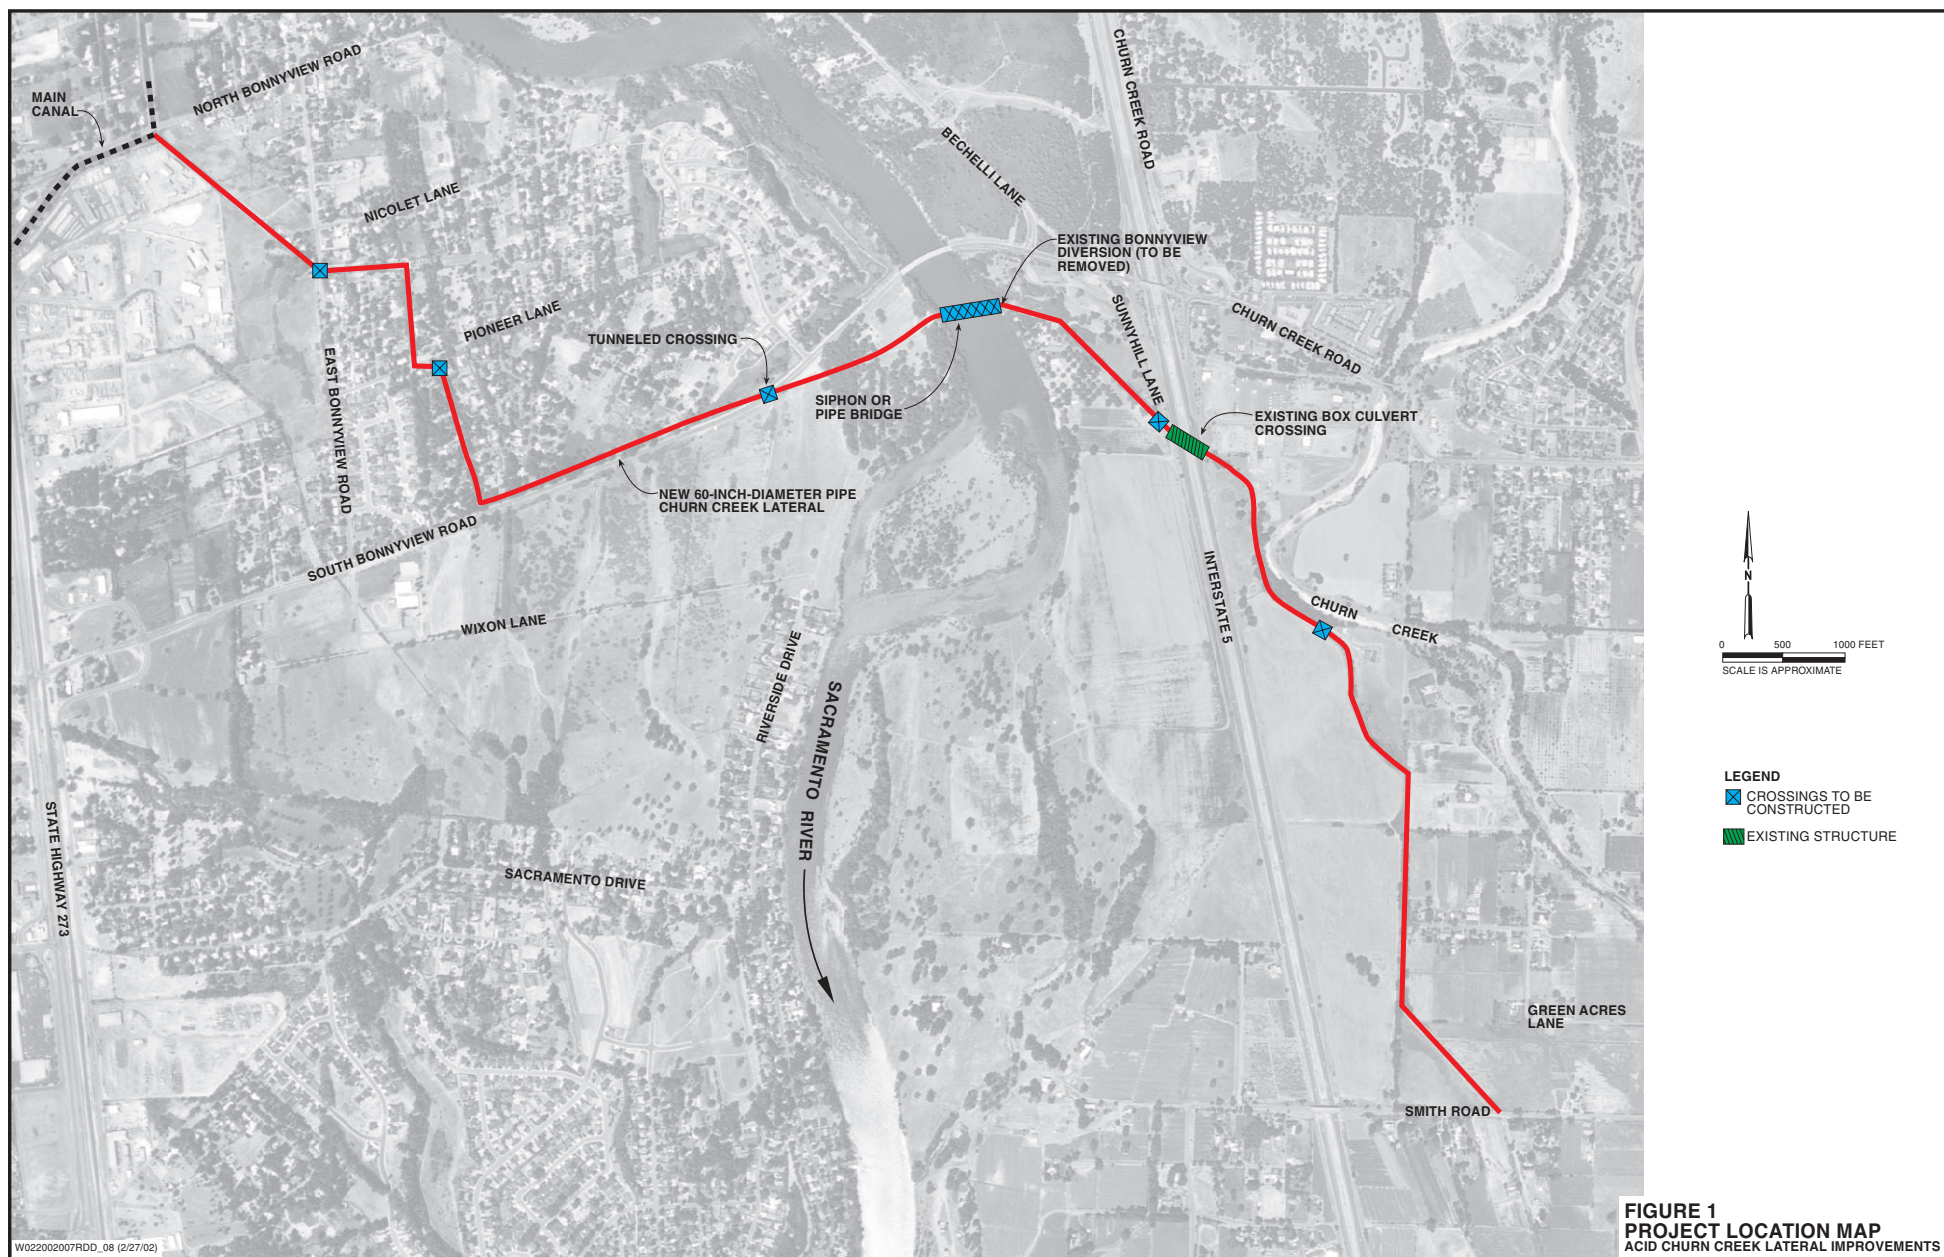 MAIN
CANAL
NORTH BONNYVIEW ROAD
NICOLET LANE
PIONEER LANE
EAST BONNYVIEW ROAD
TUNNELED CROSSING
SIPHON OR
PIPE BRIDGE
NEW 60-INCH-DIAMETER PIPE
CHURN CREEK LATERAL
SOUTH BONNYVIEW ROAD
WIXON LANE
RIVERSIDE DRIVE
SACRAMENTO RIVER
SACRAMENTO DRIVE
STATE HIGHWAY 273
BECHELLI LANE
CHURN CREEK ROAD
EXISTING BONNYVIEW
DIVERSION (TO BE
REMOVED)
SUNNYHILL LANE
CHURN CREEK ROAD
EXISTING BOX CULVERT
CROSSING
INTERSTATE 5
CHURN CREEK
GREEN ACRES
LANE
SMITH ROAD
N
0 500 1000 FEET
SCALE IS APPROXIMATE
LEGEND
CROSSINGS TO BE
CONSTRUCTED
EXISTING STRUCTURE
W022002007RDD_08 (2/27/02)
FIGURE 1
PROJECT LOCATION MAP
ACID CHURN CREEK LATERAL IMPROVEMENTS